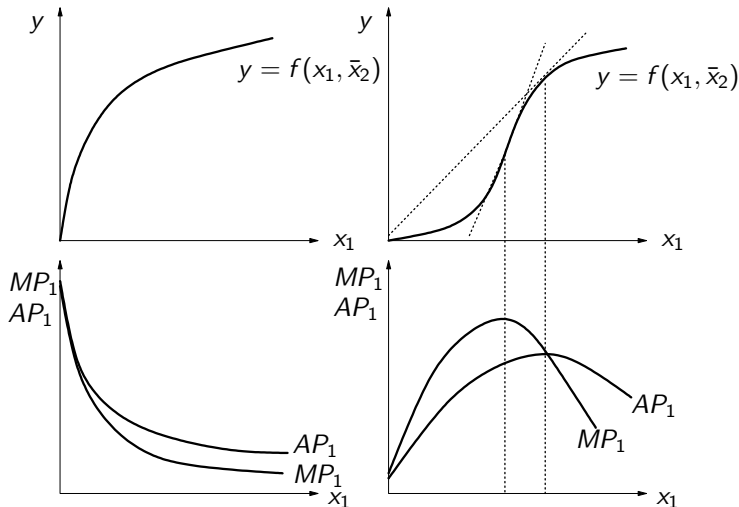 y
y = f(x₁, x̄₂)
x₁
y
y = f(x₁, x̄₂)
x₁
MP₁
AP₁
AP₁
MP₁
x₁
MP₁
AP₁
AP₁
MP₁
x₁